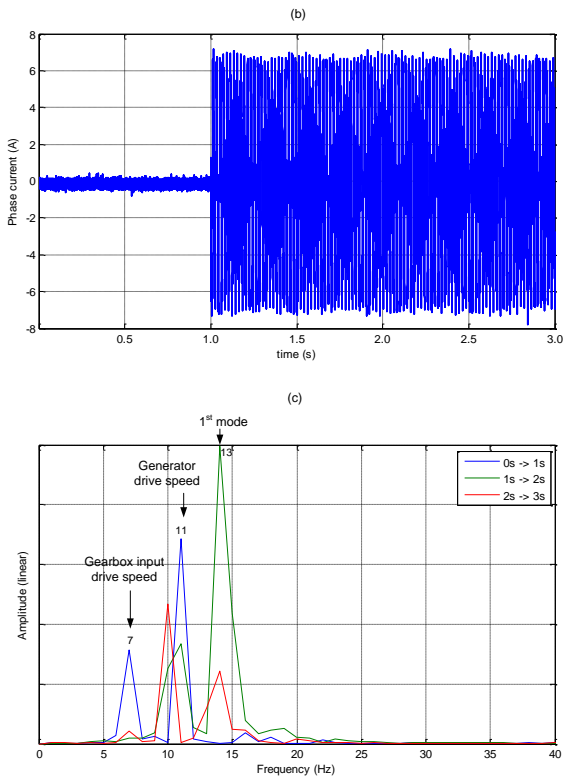 (b)
8
6
4
2
0
-2
-4
-6
-8
Phase current (A)
0.5
1.0
1.5
2.0
2.5
3.0
time (s)
(c)
1st mode
13
Generator
drive speed
11
Gearbox input
drive speed
7
0s -> 1s
1s -> 2s
2s -> 3s
Amplitude (linear)
0
5
10
15
20
25
30
35
40
Frequency (Hz)